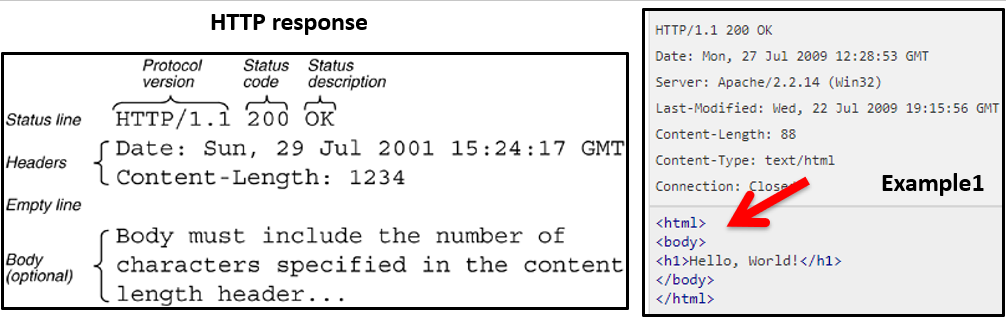 HTTP response
Protocol version
Status code
Status description
Status line
HTTP/1.1 200 OK
Headers
Date: Sun, 29 Jul 2001 15:24:17 GMT
Content-Length: 1234
Empty line
Body (optional)
Body must include the number of
characters specified in the content
length header...
HTTP/1.1 200 OK
Date: Mon, 27 Jul 2009 12:28:53 GMT
Server: Apache/2.2.14 (Win32)
Last-Modified: Wed, 22 Jul 2009 19:15:56 GMT
Content-Length: 88
Content-Type: text/html
Connection: Closed
Example1
<html>
<body>
<h1>Hello, World!</h1>
</body>
</html>